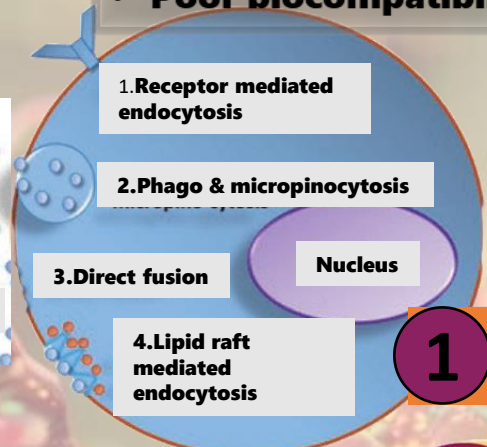 • Poor biocompatibi
1.Receptor mediated
endocytosis
2.Phago & micropinocytosis
3.Direct fusion
Nucleus
4.Lipid raft
mediated
endocytosis
1